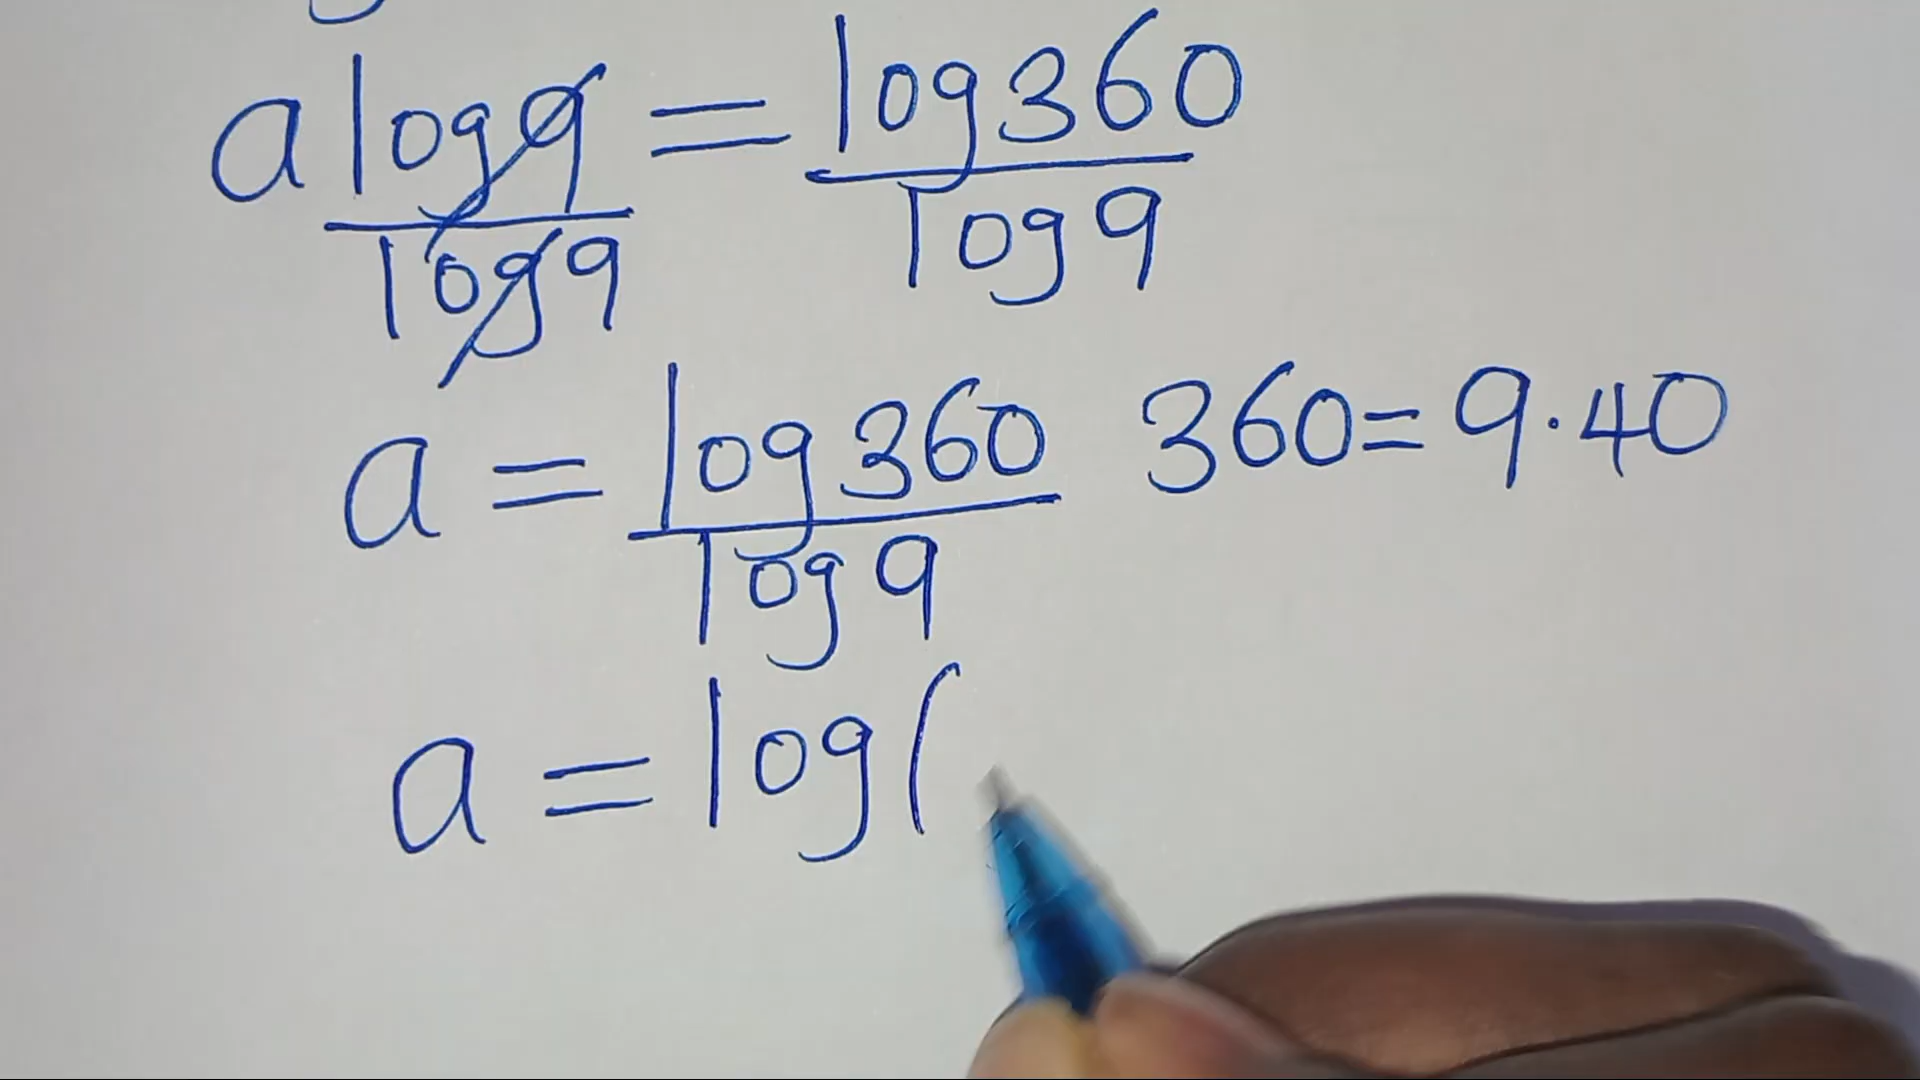 a log9/log9 = log360/log9
a = log360/log9 360=9·40
a = log(